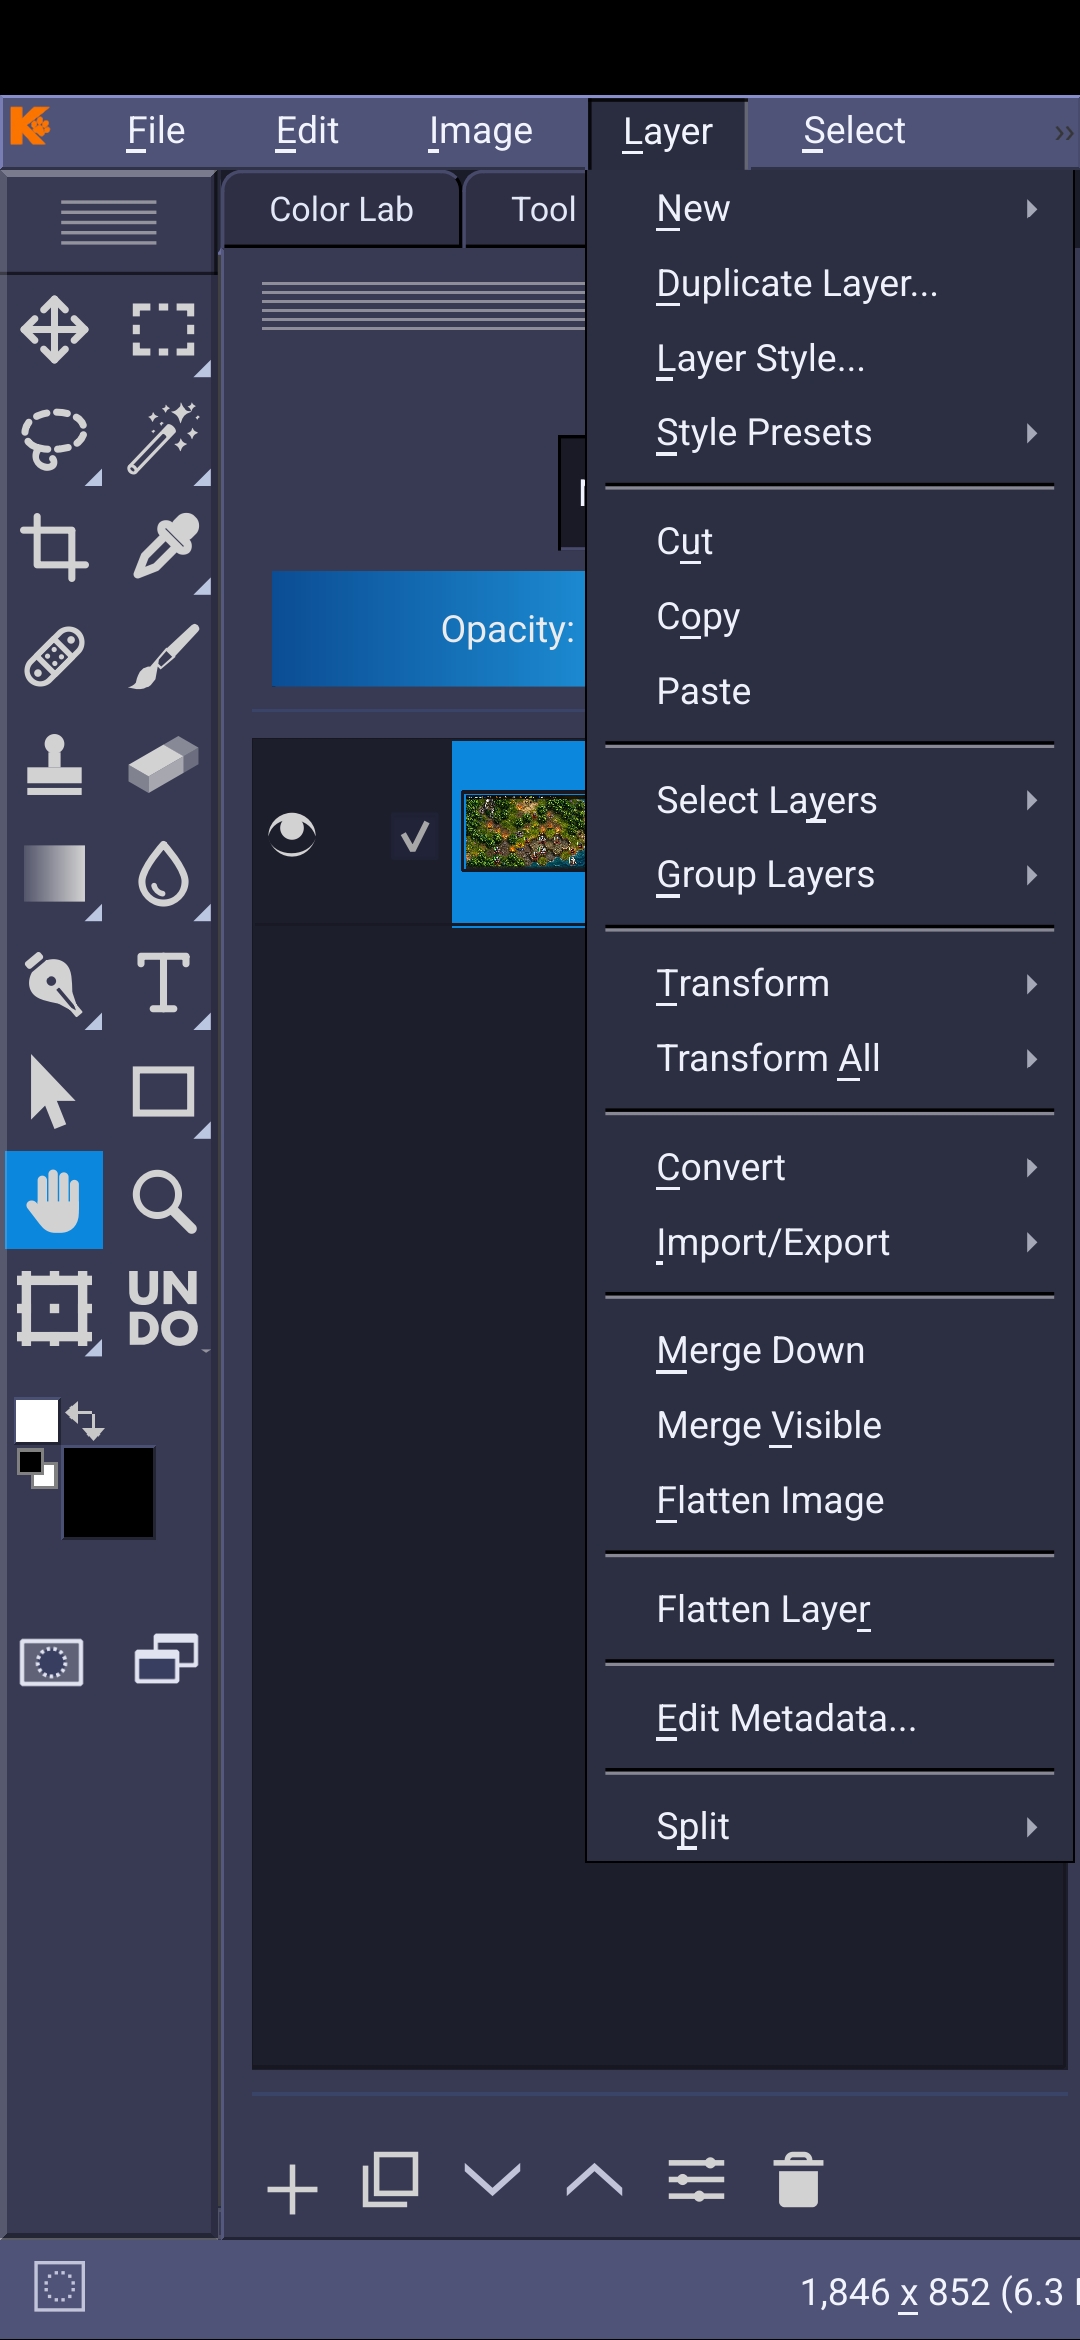 File Edit Image Layer Select »
Color Lab Tool
New
Duplicate Layer...
Layer Style...
Style Presets
Cut
Copy
Opacity:
Paste
Select Layers
Group Layers
Transform
Transform All
Convert
Import/Export
UNDO
Merge Down
Merge Visible
Flatten Image
Flatten Layer
Edit Metadata...
Split
1,846 x 852 (6.3